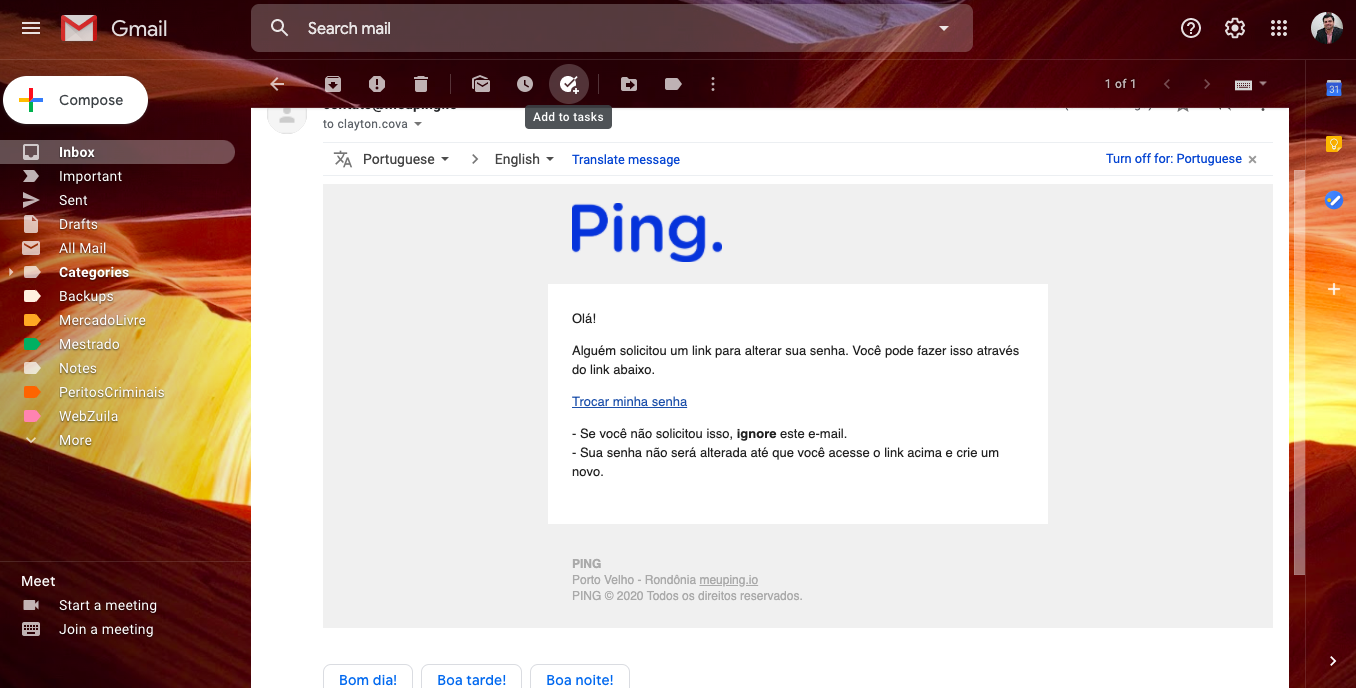 Gmail
Search mail
Compose
1 of 1
31
Add to tasks
to clayton.cova
Inbox
Important
Sent
Drafts
All Mail
Categories
Backups
MercadoLivre
Mestrado
Notes
PeritosCriminais
WebZuila
More
Meet
Start a meeting
Join a meeting
Portuguese
English
Translate message
Turn off for: Portuguese
Ping.
Olá!
Alguém solicitou um link para alterar sua senha. Você pode fazer isso através
do link abaixo.
Trocar minha senha
- Se você não solicitou isso, ignore este e-mail.
- Sua senha não será alterada até que você acesse o link acima e crie um
novo.
PING
Porto Velho - Rondônia meuping.io
PING © 2020 Todos os direitos reservados.
Bom dia!
Boa tarde!
Boa noite!